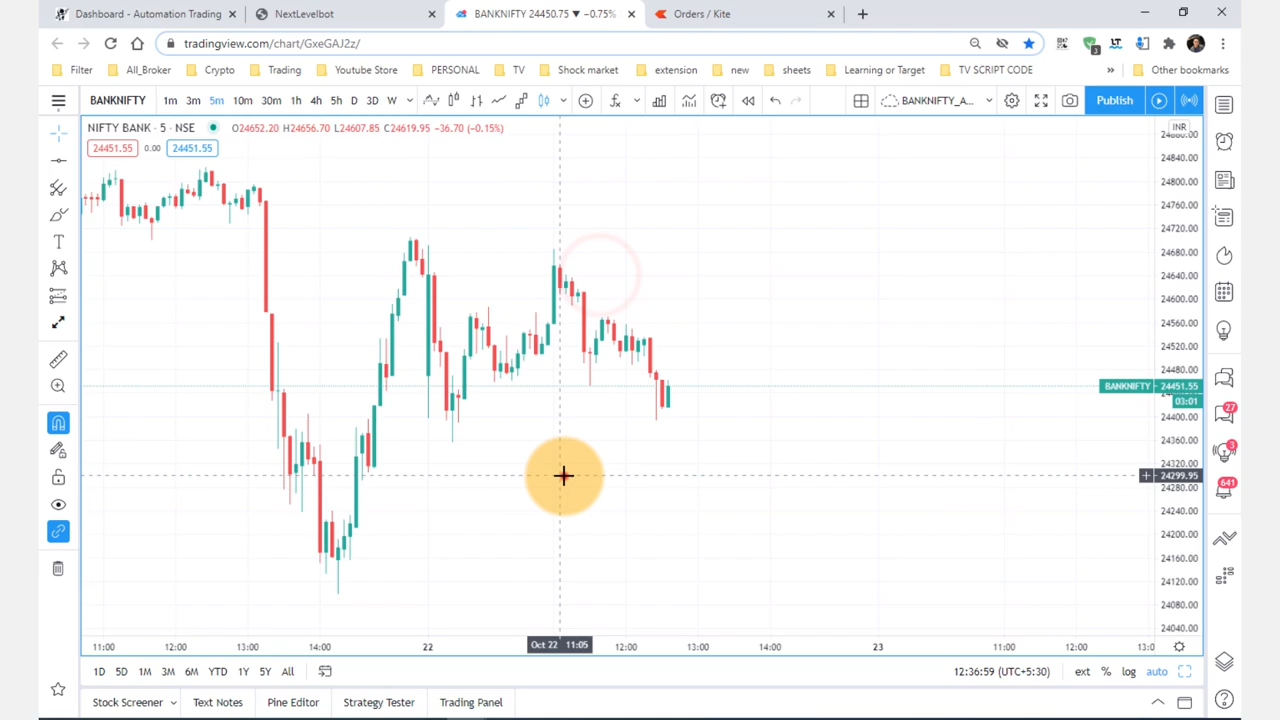 Dashboard - Automation Trading
NextLevelbot
BANKNIFTY 24450.75 ▼ −0.75%
Orders / Kite
tradingview.com/chart/GxeGAJ2z/
Filter All_Broker Crypto Trading Youtube Store PERSONAL TV Shock market extension new sheets Learning or Target TV SCRIPT CODE » Other bookmarks
BANKNIFTY 1m 3m 5m 10m 30m 1h 4h 5h D 3D W BANKNIFTY_A... Publish
NIFTY BANK · 5 · NSE O24652.20 H24656.70 L24607.85 C24619.95 −36.70 (−0.15%)
24451.55 0.00 24451.55
INR
24840.00
24800.00
24760.00
24720.00
24680.00
24640.00
24600.00
24560.00
24520.00
24480.00
BANKNIFTY 24451.55
03:01
24400.00
24360.00
24320.00
24299.95
24280.00
24240.00
24200.00
24160.00
24120.00
24080.00
24040.00
3
27
3
641
11:00 12:00 13:00 14:00 22 Oct 22 11:05 12:00 13:00 14:00 23 11:00 12:00
1D 5D 1M 3M 6M YTD 1Y 5Y All 12:36:59 (UTC+5:30) ext % log auto
Stock Screener Text Notes Pine Editor Strategy Tester Trading Panel